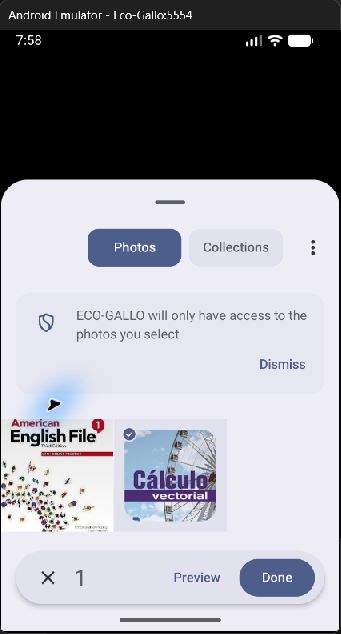 Android Emulator - Eco-Gallo:5554
7:58
Photos
Collections
ECO-GALLO will only have access to the
photos you select
Dismiss
American
English File
1
Cálculo
vectorial
1
Preview
Done